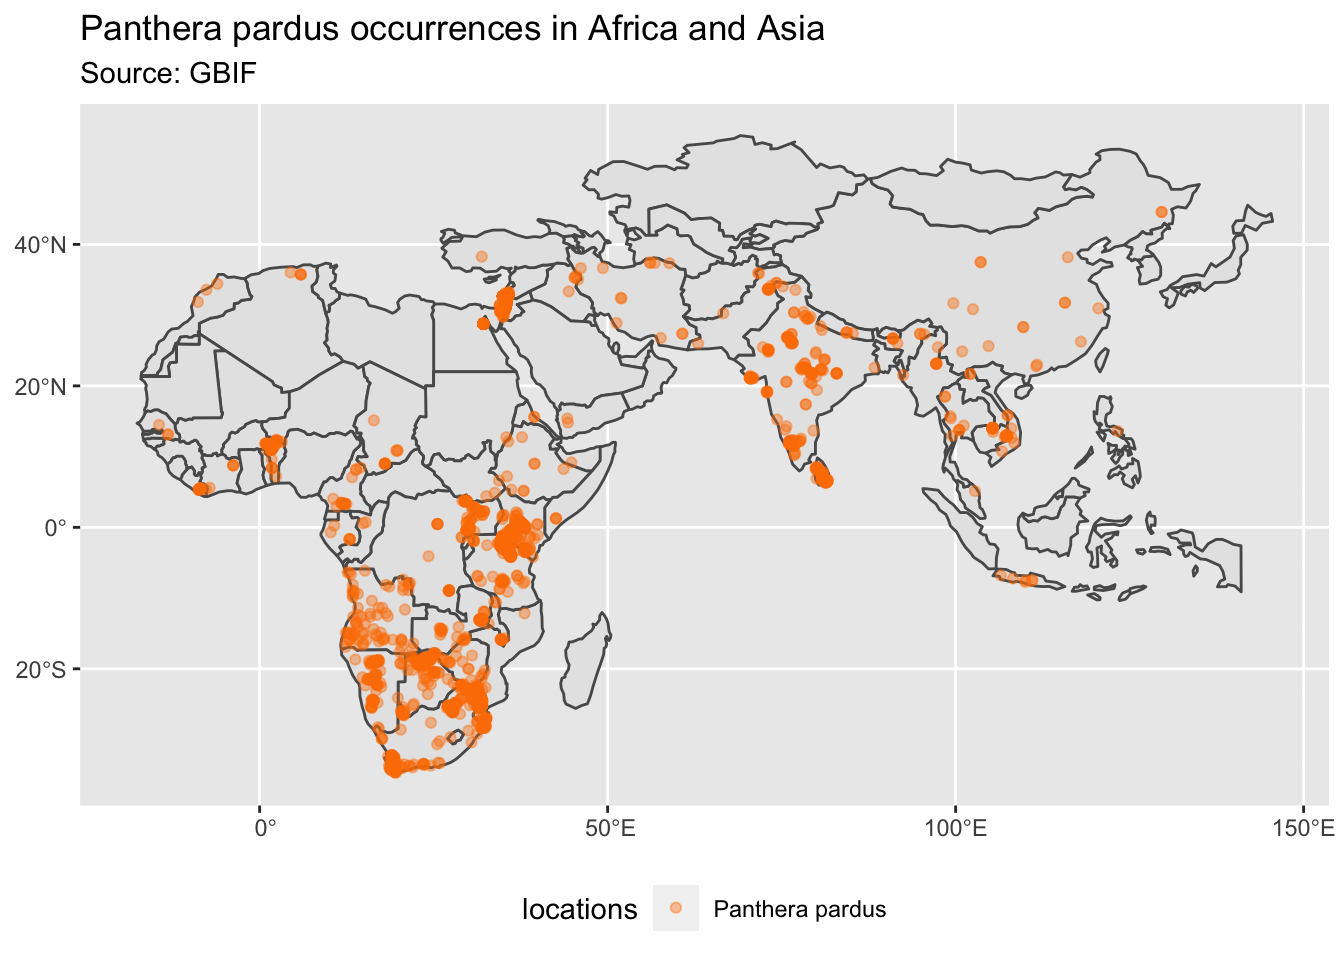 Panthera pardus occurrences in Africa and Asia
Source: GBIF
40°N
20°N
0°
20°S
0°
50°E
100°E
150°E
locations
Panthera pardus